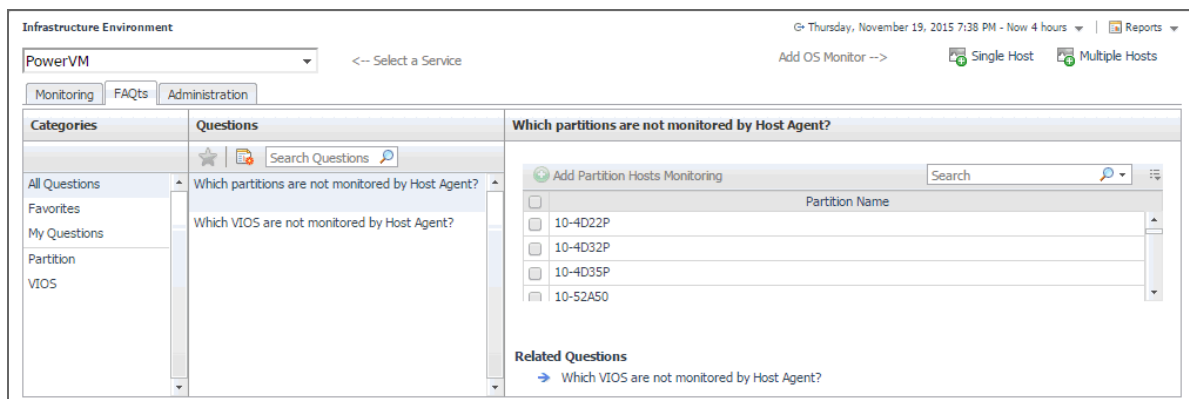 Infrastructure Environment
Thursday, November 19, 2015 7:38 PM - Now 4 hours | Reports
PowerVM
<-- Select a Service
Add OS Monitor -->
Single Host
Multiple Hosts
Monitoring
FAQts
Administration
Categories
Questions
Which partitions are not monitored by Host Agent?
Search Questions
All Questions
Favorites
My Questions
Partition
VIOS
Which partitions are not monitored by Host Agent?
Which VIOS are not monitored by Host Agent?
Add Partition Hosts Monitoring
Search
Partition Name
10-4D22P
10-4D32P
10-4D35P
10-52A50
Related Questions
Which VIOS are not monitored by Host Agent?